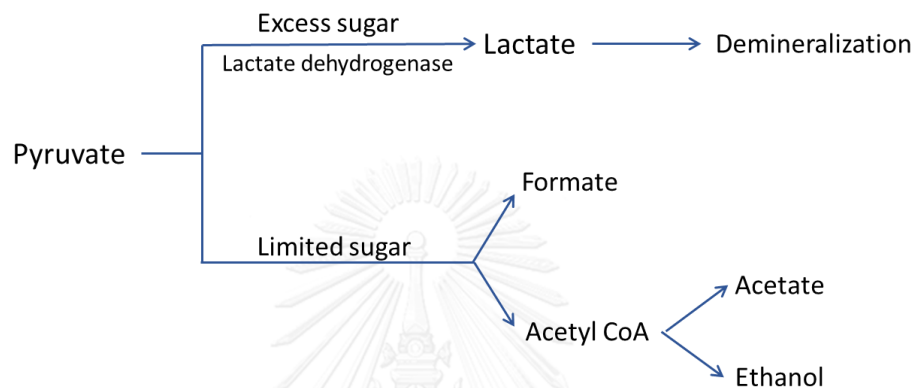 Excess sugar
Lactate dehydrogenase
Lactate
Demineralization
Pyruvate
Formate
Limited sugar
Acetate
Acetyl CoA
Ethanol